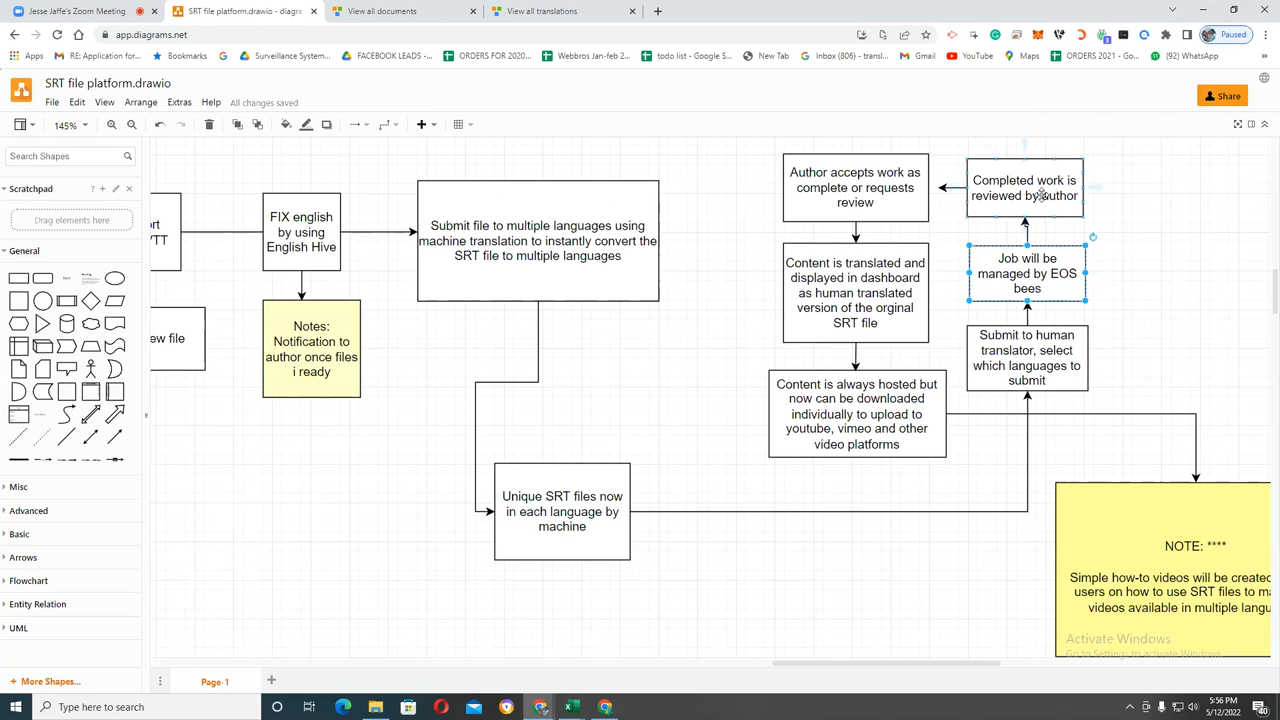 Jesse Jaffe's Zoom Meeting
SRT file platform.drawio - diagra
View all documents
View all translations
app.diagrams.net
Paused
Apps
RE: Application for...
Bookmarks
Surveillance System...
FACEBOOK LEADS -...
ORDERS FOR 2020...
Webbros Jan-feb 2...
todo list - Google S...
New Tab
Inbox (806) - transl...
Gmail
YouTube
Maps
ORDERS 2021 - Go...
(92) WhatsApp
SRT file platform.drawio
File Edit View Arrange Extras Help All changes saved
Share
145%
Search Shapes
Scratchpad
Drag elements here
General
Misc
Advanced
Basic
Arrows
Flowchart
Entity Relation
UML
More Shapes...
Page-1
ort
TT
ew file
FIX english
by using
English Hive
Notes:
Notification to
author once files
i ready
Submit file to multiple languages using
machine translation to instantly convert the
SRT file to multiple languages
Unique SRT files now
in each language by
machine
Author accepts work as
complete or requests
review
Content is translated and
displayed in dashboard
as human translated
version of the orginal
SRT file
Content is always hosted but
now can be downloaded
individually to upload to
youtube, vimeo and other
video platforms
Completed work is
reviewed by author
Job will be
managed by EOS
bees
Submit to human
translator, select
which languages to
submit
NOTE: ****
Simple how-to videos will be created
users on how to use SRT files to ma
videos available in multiple langu
Activate Windows
Go to Settings to activate Windows.
Type here to search
5:56 PM
5/12/2022
40